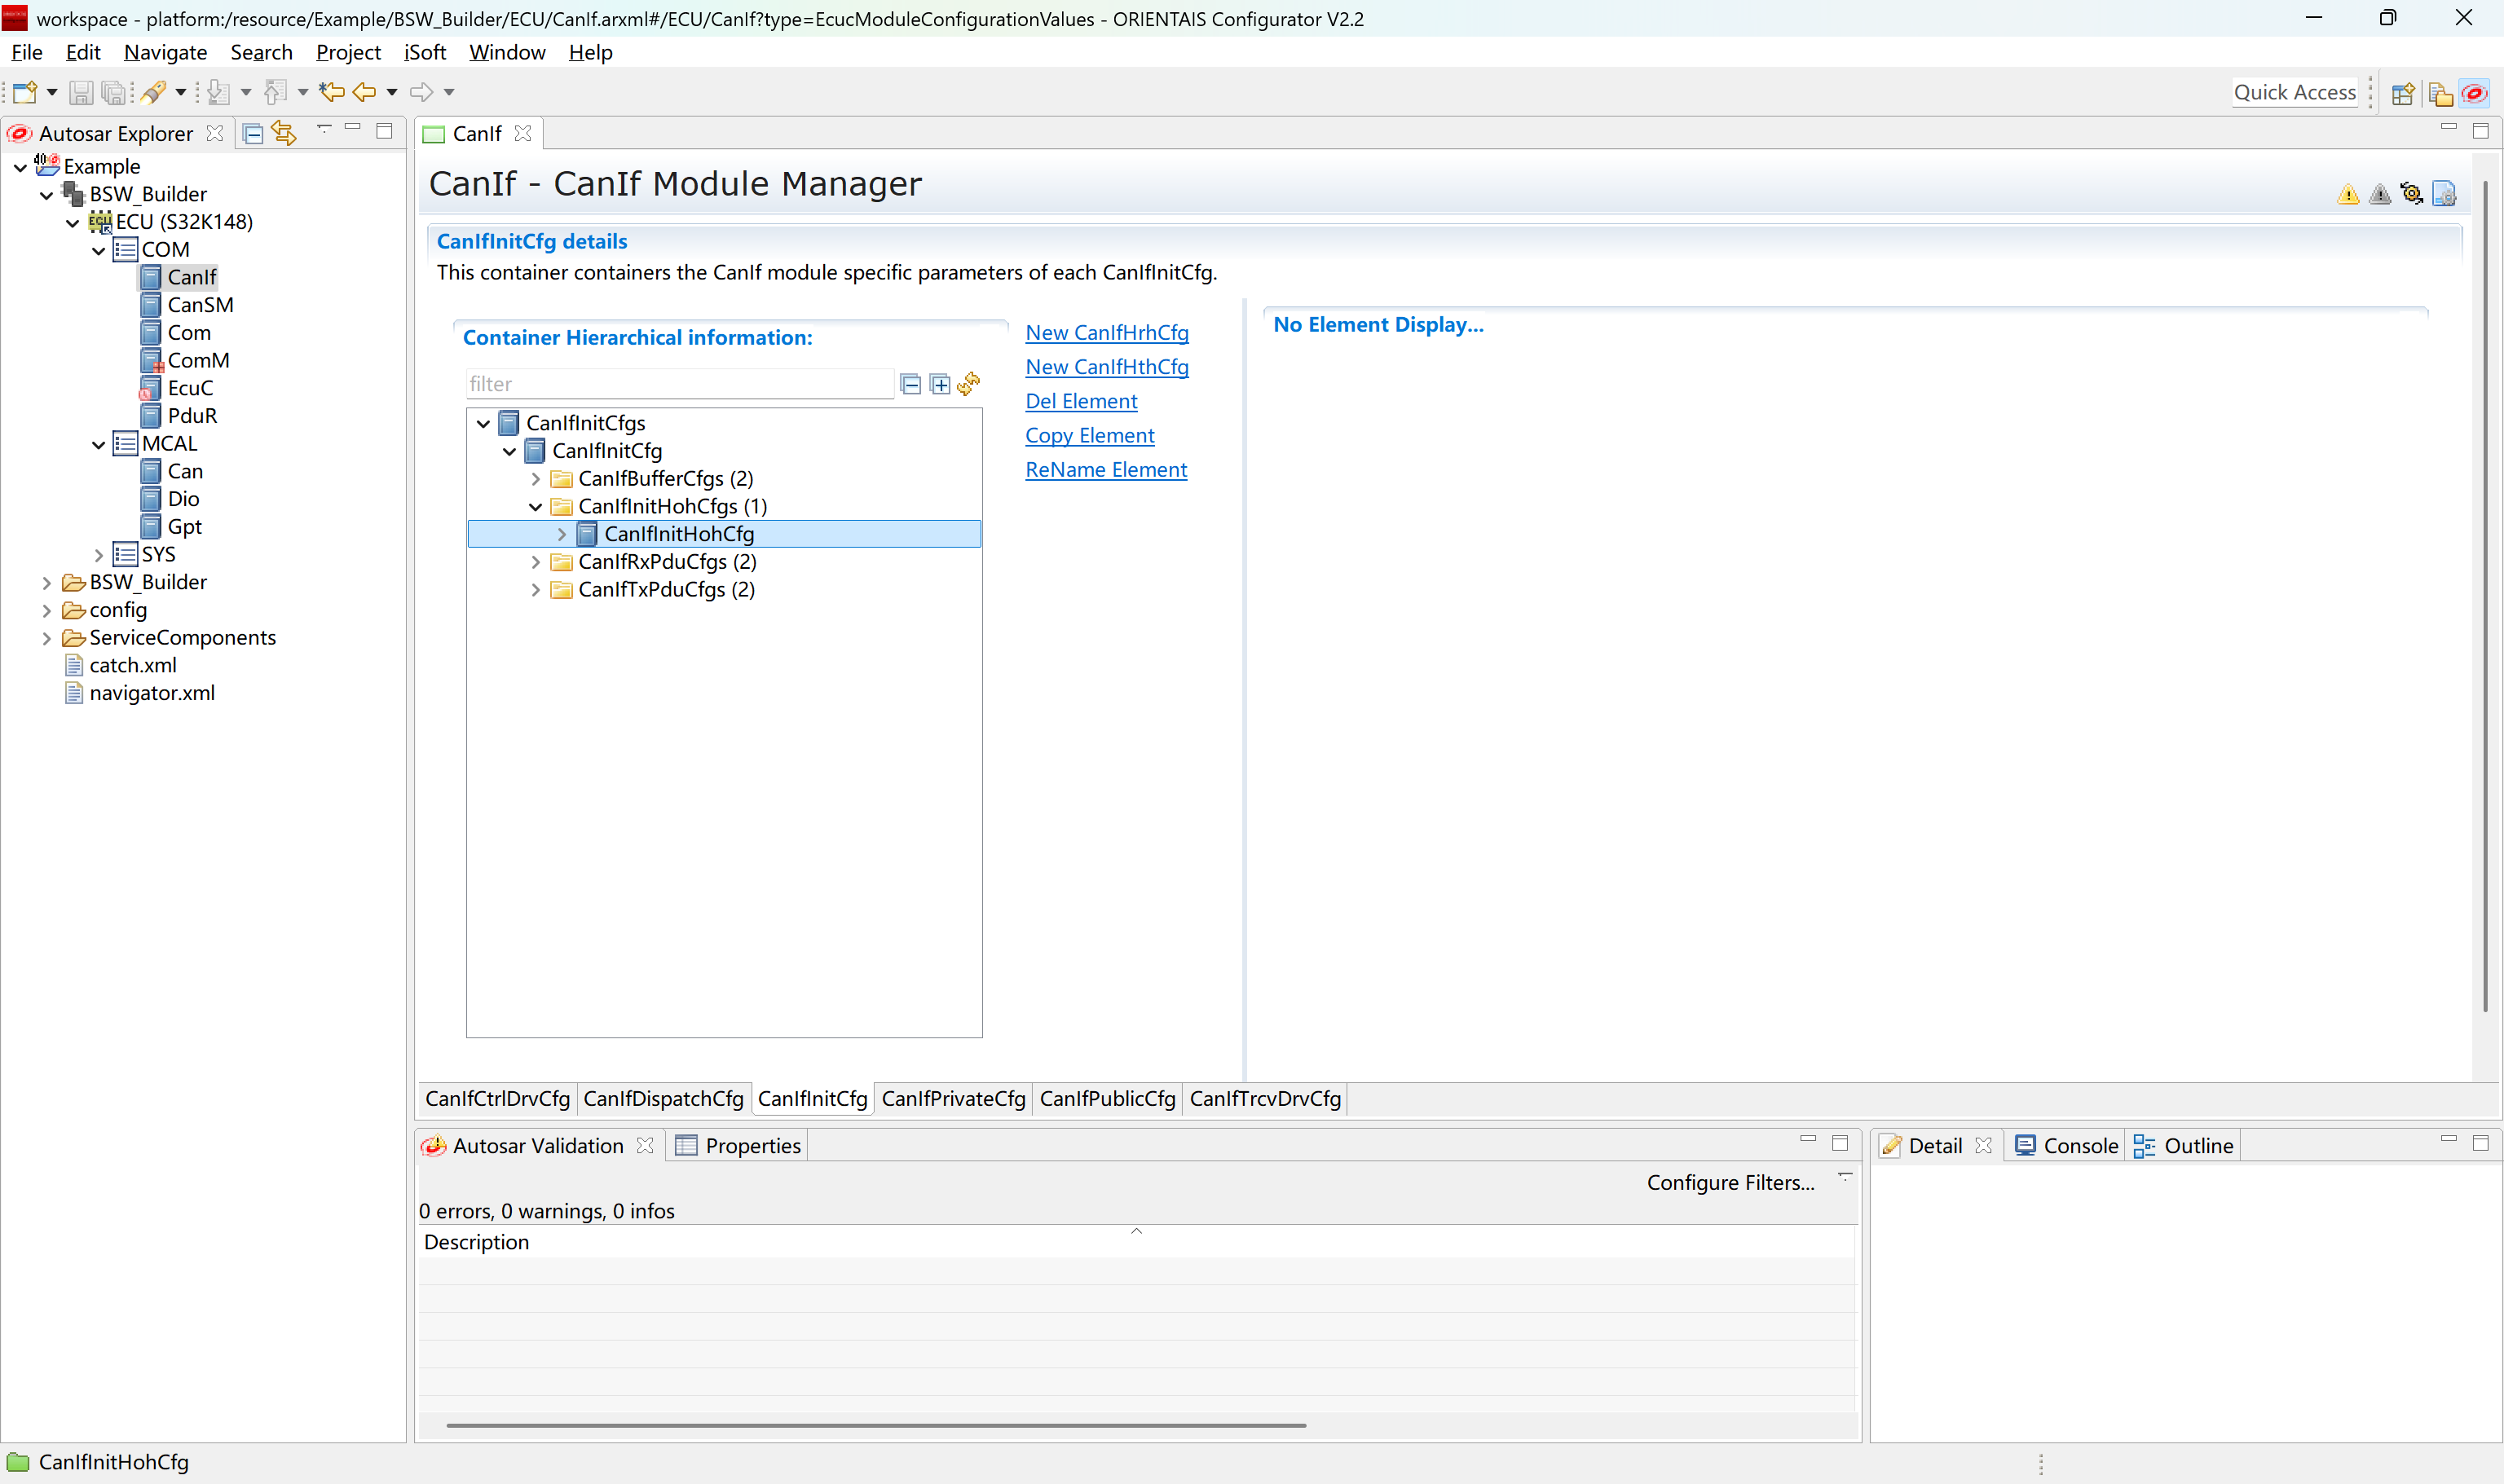 workspace - platform:/resource/Example/BSW_Builder/ECU/CanIf.arxml#/ECU/CanIf?type=EcucModuleConfigurationValues - ORIENTAIS Configurator V2.2
File Edit Navigate Search Project iSoft Window Help
Quick Access
Autosar Explorer
Example
BSW_Builder
ECU (S32K148)
COM
CanIf
CanSM
Com
ComM
EcuC
PduR
MCAL
Can
Dio
Gpt
SYS
BSW_Builder
config
ServiceComponents
catch.xml
navigator.xml
CanIf
CanIf - CanIf Module Manager
CanIfInitCfg details
This container containers the CanIf module specific parameters of each CanIfInitCfg.
Container Hierarchical information:
filter
CanIfInitCfgs
CanIfInitCfg
CanIfBufferCfgs (2)
CanIfInitHohCfgs (1)
CanIfInitHohCfg
CanIfRxPduCfgs (2)
CanIfTxPduCfgs (2)
New CanIfHrhCfg
New CanIfHthCfg
Del Element
Copy Element
ReName Element
No Element Display...
CanIfCtrlDrvCfg CanIfDispatchCfg CanIfInitCfg CanIfPrivateCfg CanIfPublicCfg CanIfTrcvDrvCfg
Autosar Validation Properties
Configure Filters...
0 errors, 0 warnings, 0 infos
Description
Detail Console Outline
CanIfInitHohCfg